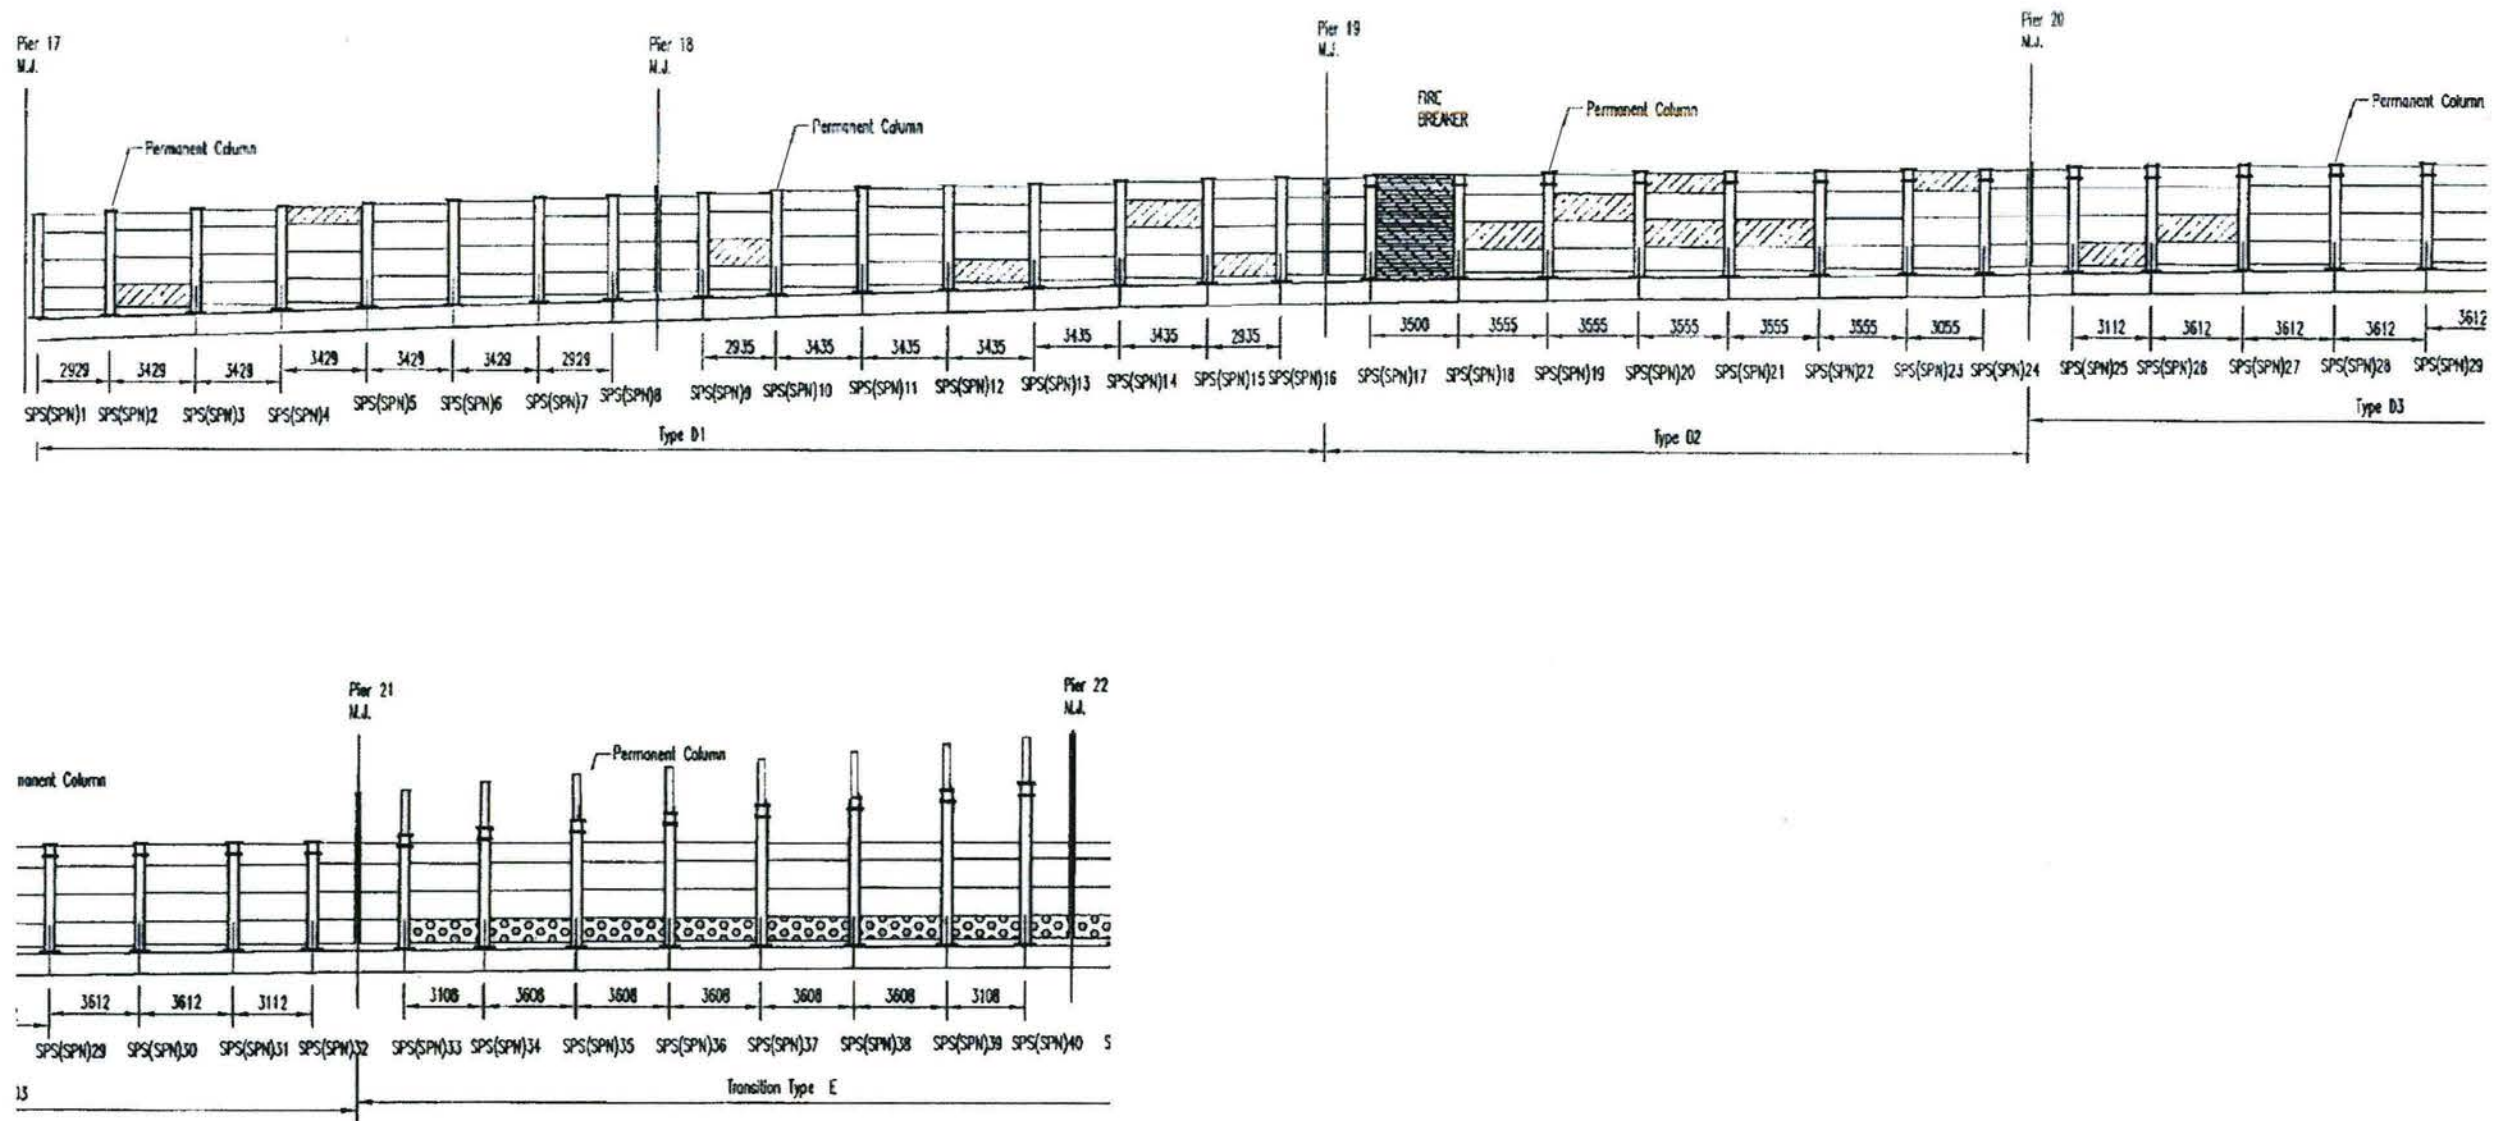 Pier 17
M.J.
Pier 18
M.J.
Pier 19
M.J.
Pier 20
M.J.
Permanent Column
Permanent Column
FIRE
BREAKER
Permanent Column
Permanent Column
2929 3429 3429 3429 3429 3429 2929 2935 3435 3435 3435 3435 3435 2935 3500 3555 3555 3555 3555 3555 3055 3112 3612 3612 3612 3612
SPS(SPN)1 SPS(SPN)2 SPS(SPN)3 SPS(SPN)4 SPS(SPN)5 SPS(SPN)6 SPS(SPN)7 SPS(SPN)8 SPS(SPN)9 SPS(SPN)10 SPS(SPN)11 SPS(SPN)12 SPS(SPN)13 SPS(SPN)14 SPS(SPN)15 SPS(SPN)16 SPS(SPN)17 SPS(SPN)18 SPS(SPN)19 SPS(SPN)20 SPS(SPN)21 SPS(SPN)22 SPS(SPN)23 SPS(SPN)24 SPS(SPN)25 SPS(SPN)26 SPS(SPN)27 SPS(SPN)28 SPS(SPN)29
Type D1
Type D2
Type D3
Pier 21
M.J.
Pier 22
M.J.
manent Column
Permanent Column
3612 3612 3112 3108 3608 3608 3608 3608 3608 3108
SPS(SPN)29 SPS(SPN)30 SPS(SPN)31 SPS(SPN)32 SPS(SPN)33 SPS(SPN)34 SPS(SPN)35 SPS(SPN)36 SPS(SPN)37 SPS(SPN)38 SPS(SPN)39 SPS(SPN)40 S
D3
Transition Type E